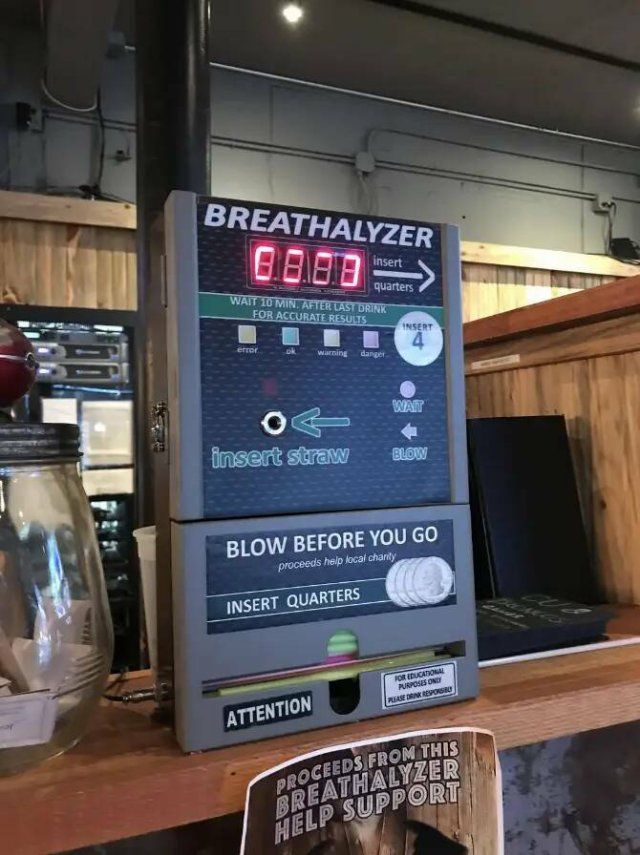 BREATHALYZER
insert
quarters
WAIT 10 MIN. AFTER LAST DRINK
FOR ACCURATE RESULTS
INSERT
4
error ok warning danger
WAIT
insert straw
BLOW
BLOW BEFORE YOU GO
proceeds help local charity
INSERT QUARTERS
ATTENTION
FOR EDUCATIONAL
PURPOSES ONLY
PLEASE DRINK RESPONSIBLY
PROCEEDS FROM THIS
BREATHALYZER
HELP SUPPORT